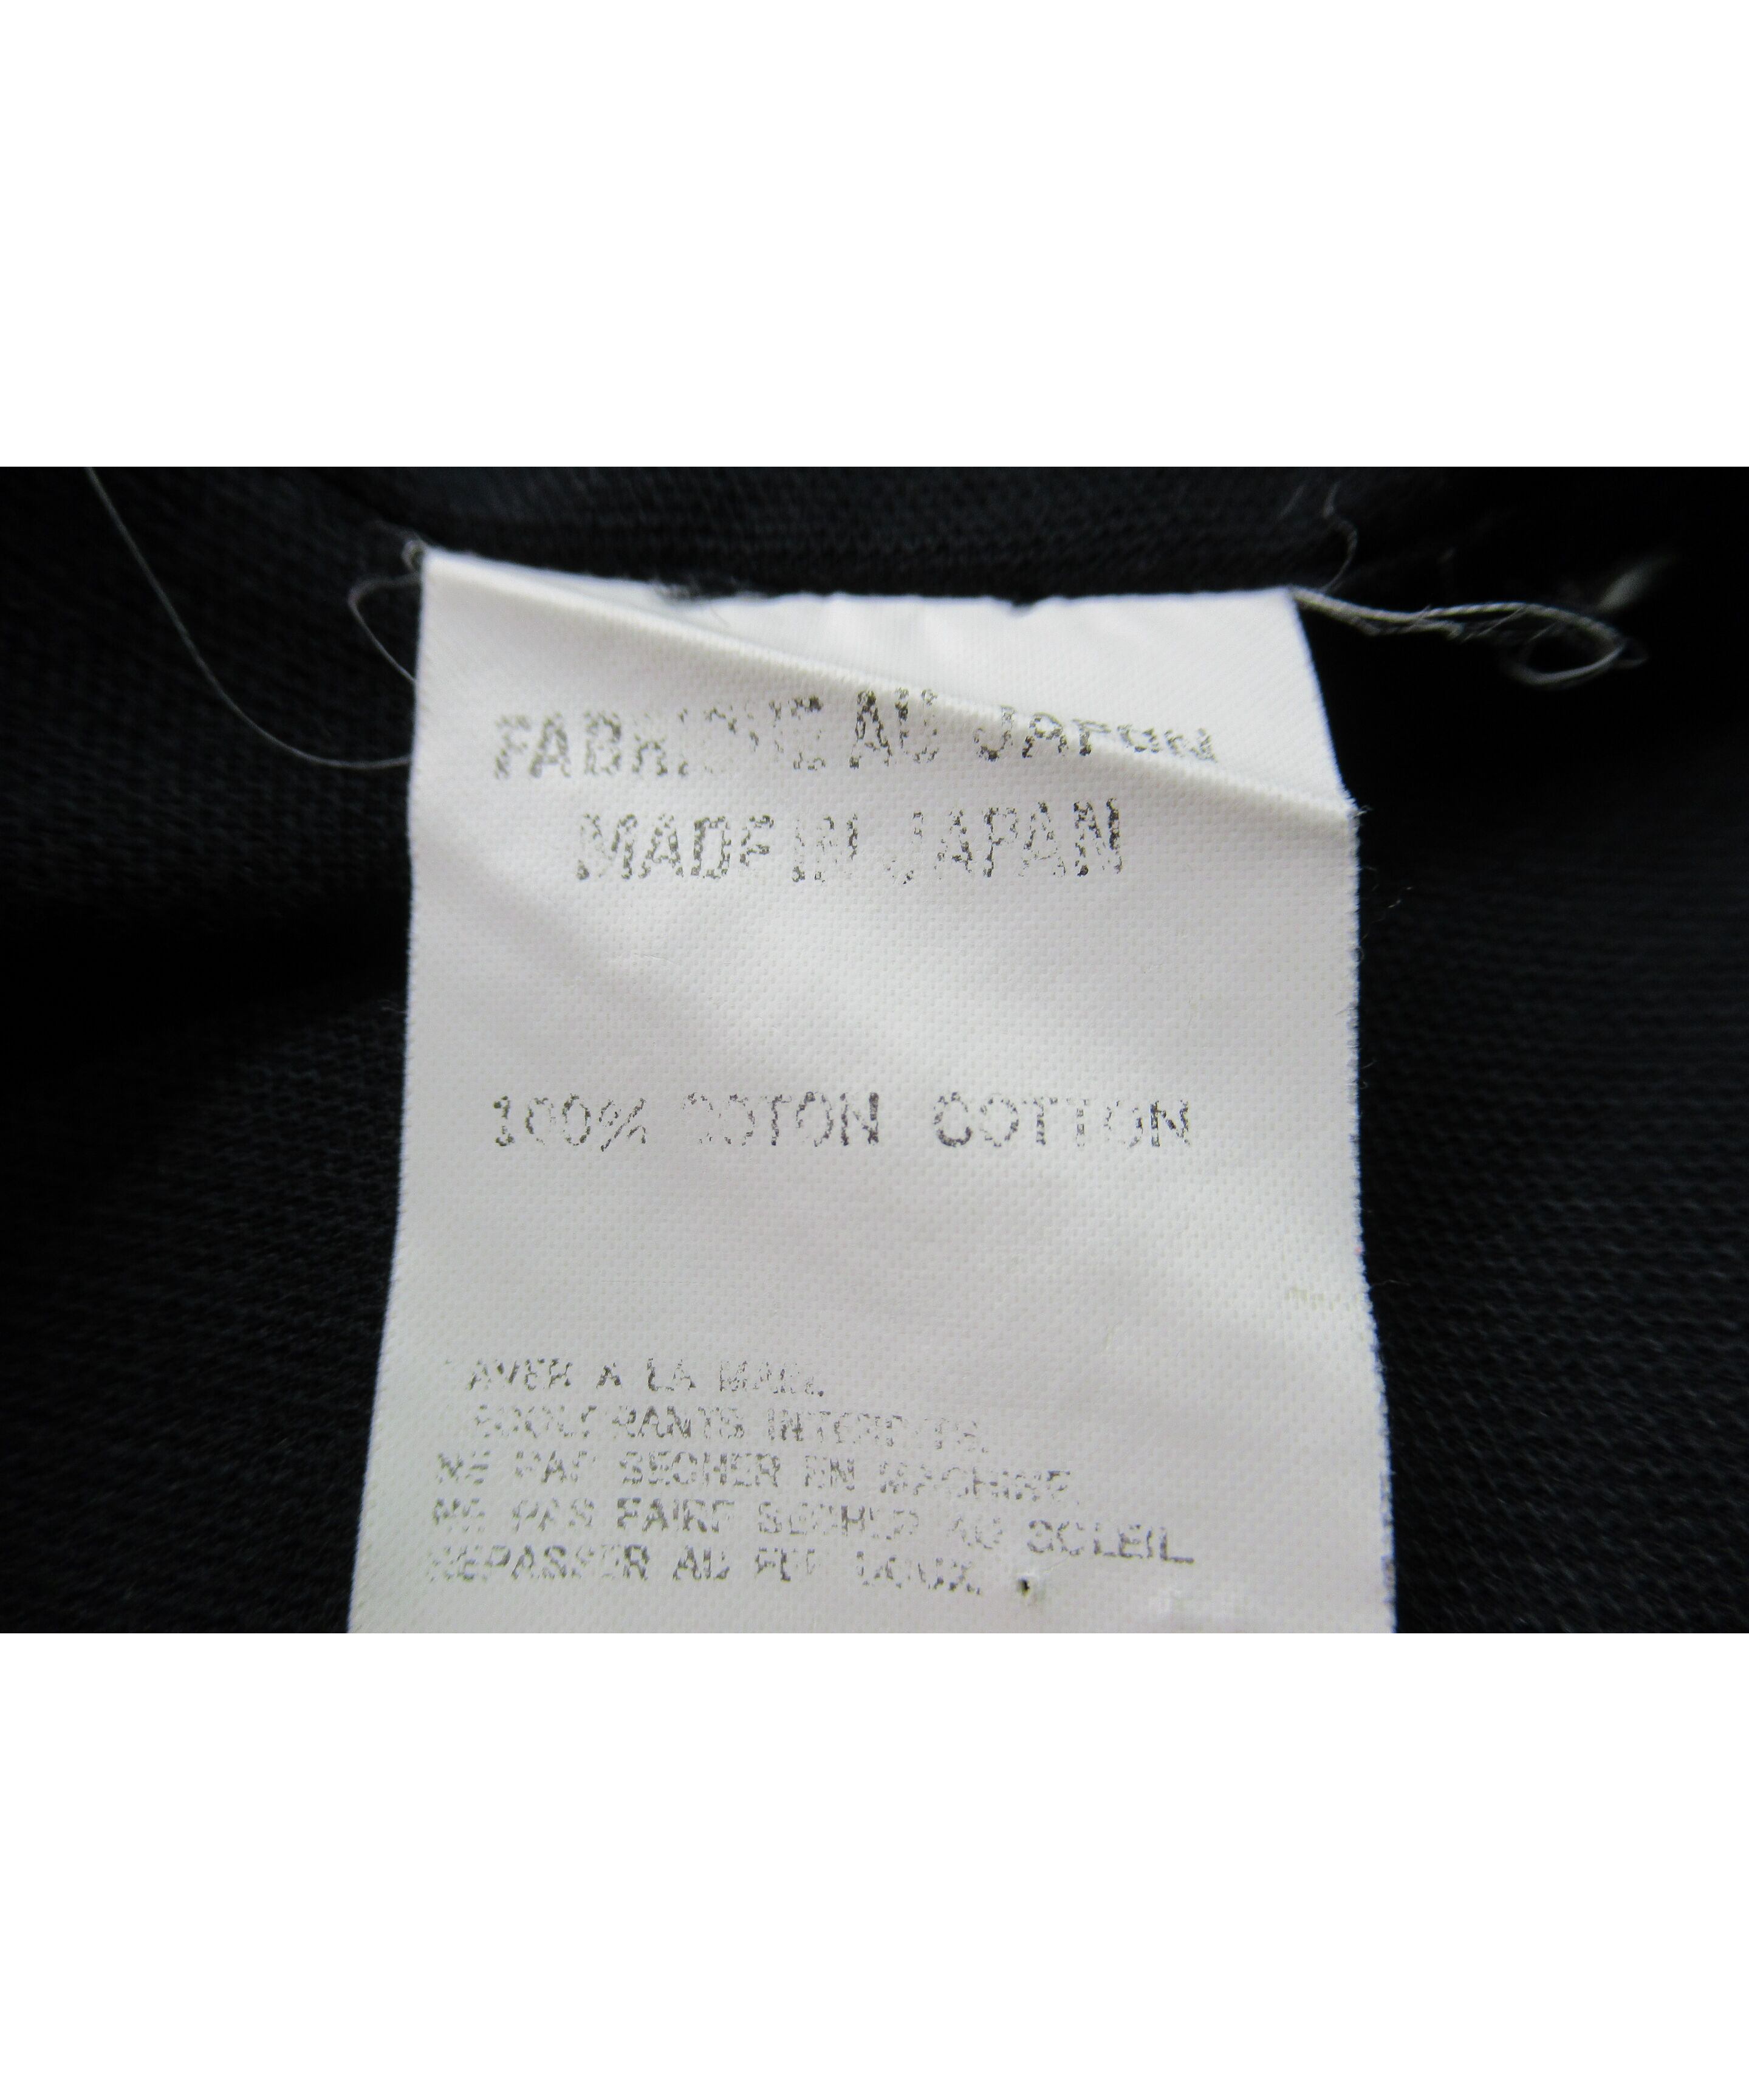 FABRIQUE AU JAPON
MADE IN JAPAN
100% COTON COTTON
LAVER A LA MAIN.
INTERDITS.
NE PAS SECHER EN MACHINE.
NE PAS FAIRE SECHER AU SOLEIL
REPASSER AU FER DOUX.